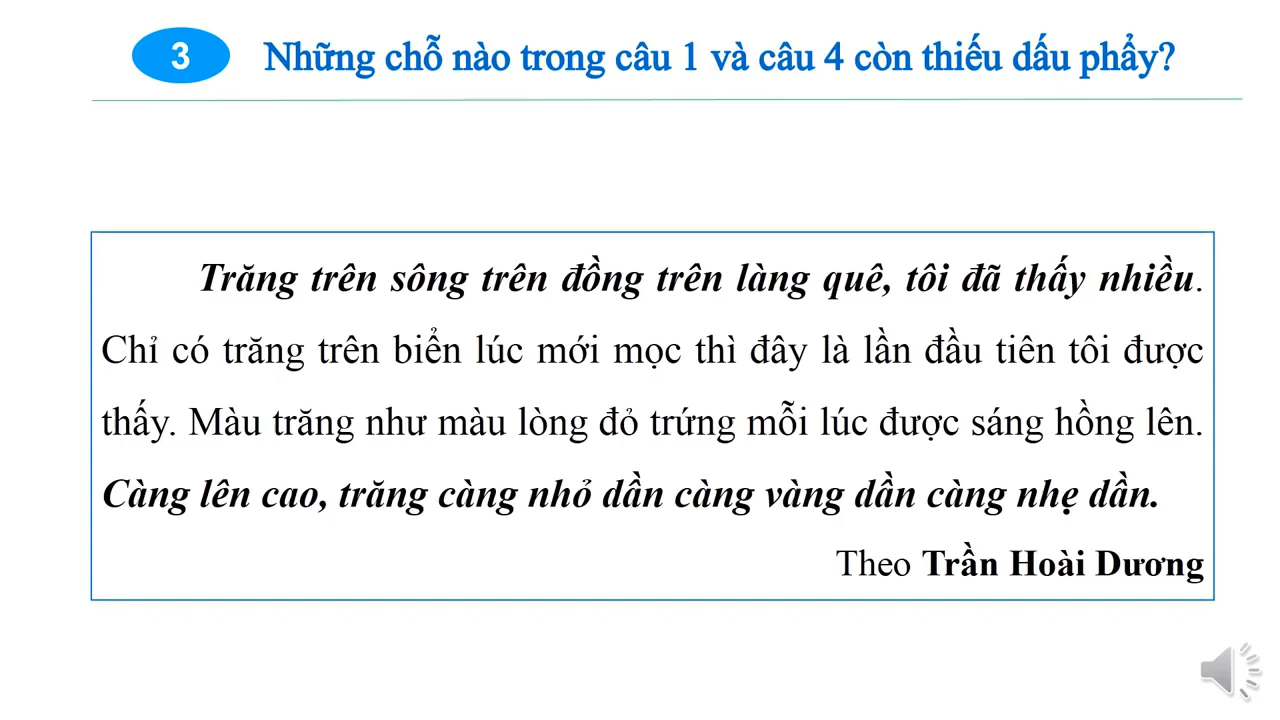 3 Những chỗ nào trong câu 1 và câu 4 còn thiếu dấu phẩy?
Trăng trên sông trên đồng trên làng quê, tôi đã thấy nhiều.
Chỉ có trăng trên biển lúc mới mọc thì đây là lần đầu tiên tôi được
thấy. Màu trăng như màu lòng đỏ trứng mỗi lúc được sáng hồng lên.
Càng lên cao, trăng càng nhỏ dần càng vàng dần càng nhẹ dần.
Theo Trần Hoài Dương